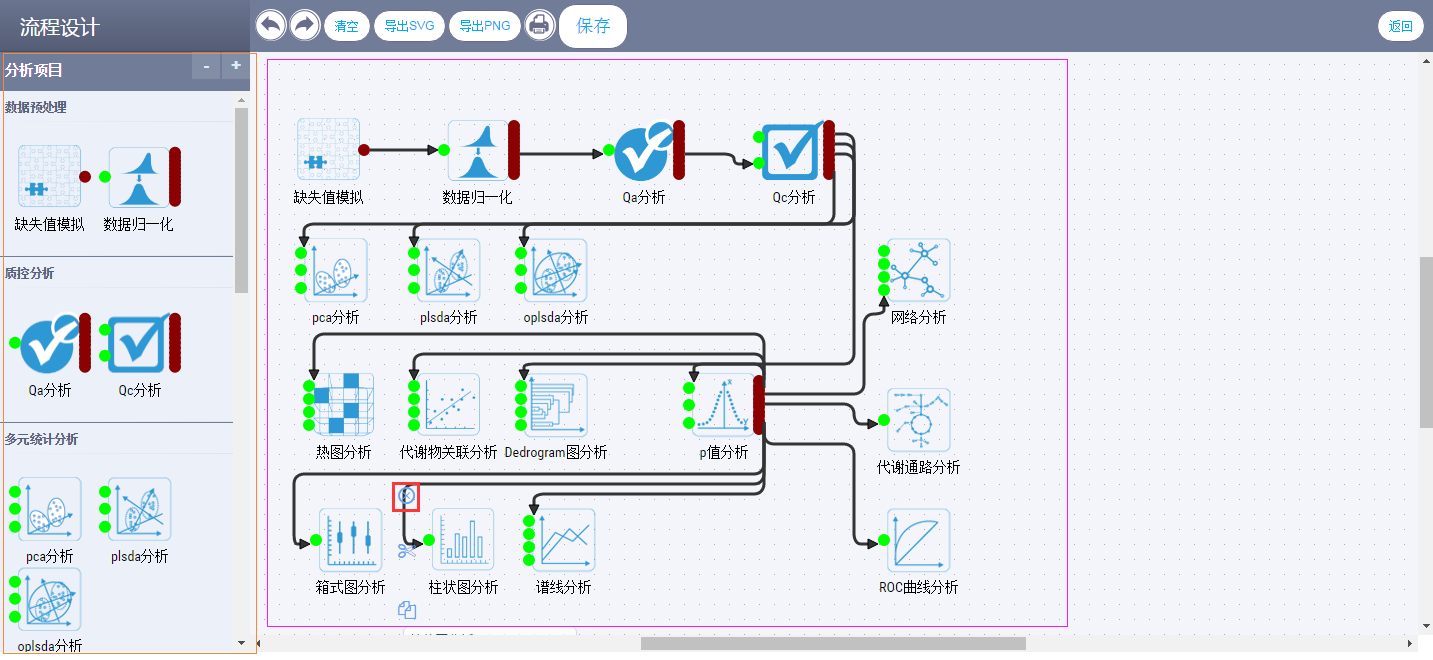 流程设计
清空
导出SVG
导出PNG
保存
返回
分析项目
-
+
数据预处理
缺失值模拟
数据归一化
质控分析
Qa分析
Qc分析
多元统计分析
pca分析
plsda分析
oplsda分析
缺失值模拟
数据归一化
Qa分析
Qc分析
pca分析
plsda分析
oplsda分析
网络分析
热图分析
代谢物关联分析
Dedrogram图分析
p值分析
代谢通路分析
箱式图分析
柱状图分析
谱线分析
ROC曲线分析